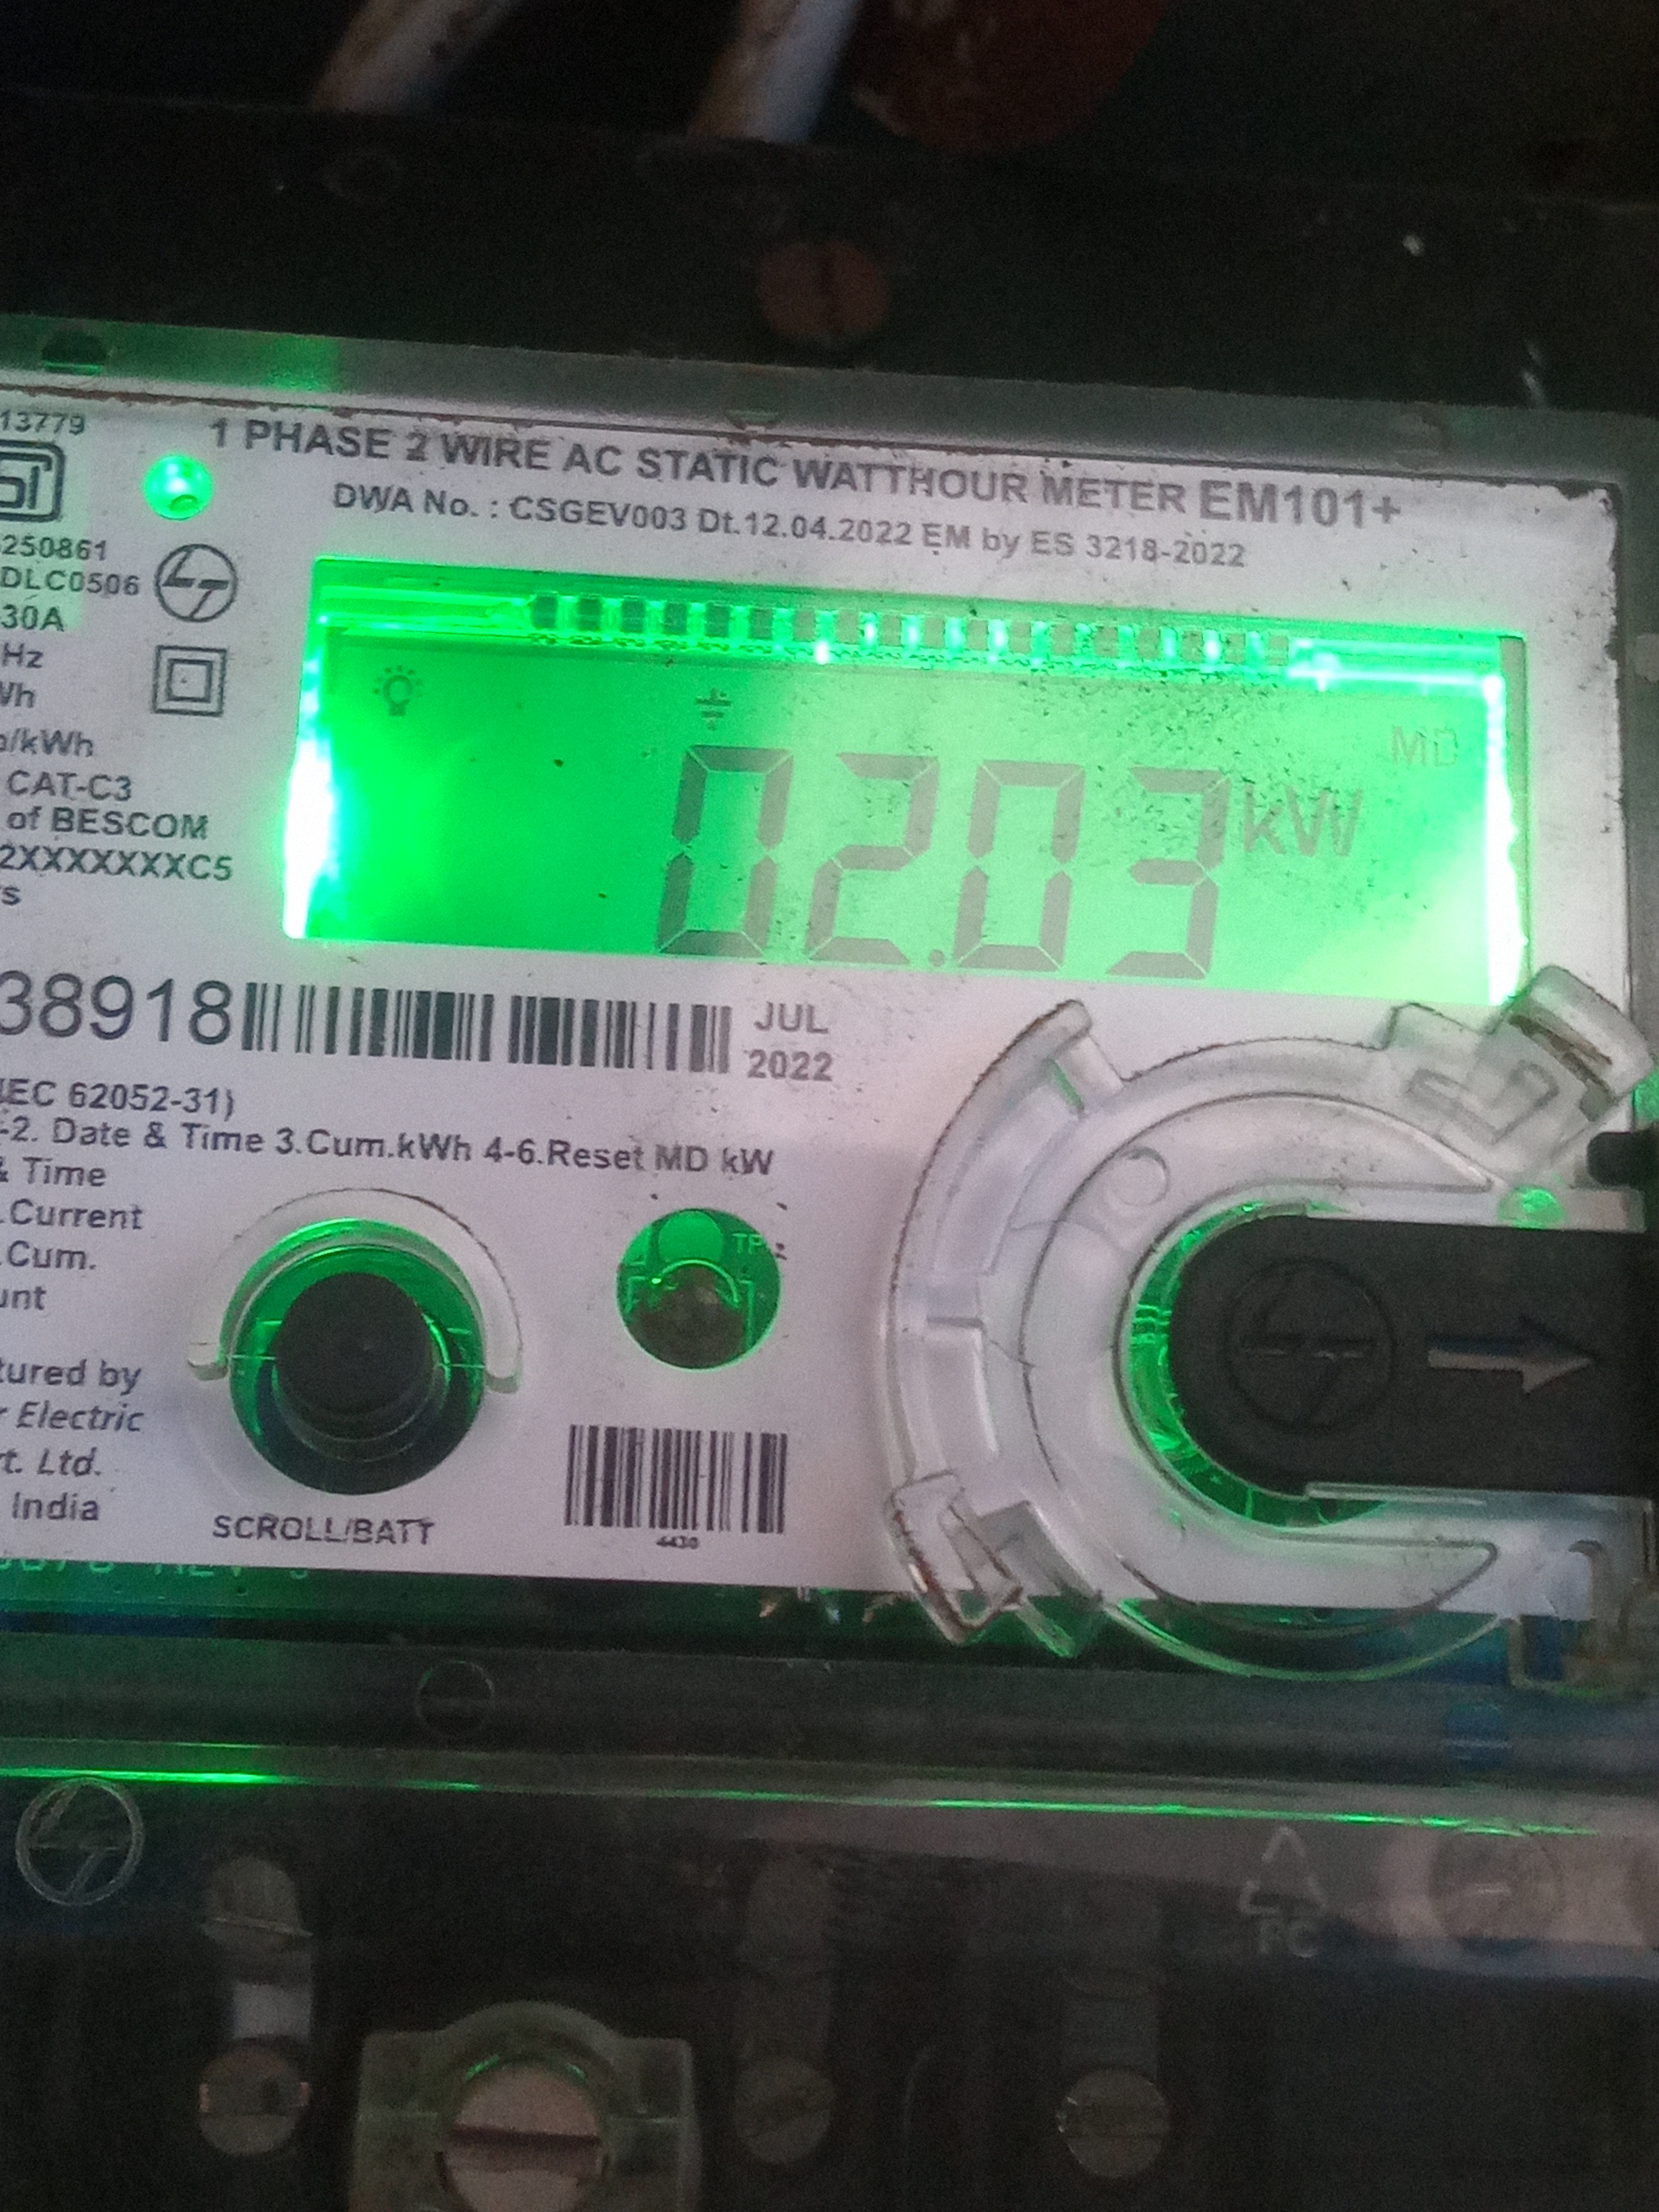 13779
1 PHASE 2 WIRE AC STATIC WATTHOUR METER EM101+
DWA No. : CSGEV003 Dt.12.04.2022 EM by ES 3218-2022
250861
DLC0506
30A
Hz
Wh
/kWh
CAT-C3
of BESCOM
2XXXXXXXC5
s
MD
02.03 kW
38918
JUL
2022
IEC 62052-31)
-2. Date & Time 3.Cum.kWh 4-6.Reset MD kW
& Time
.Current
.Cum.
unt
tured by
r Electric
t. Ltd.
India
TP
SCROLL/BATT
4430
PC